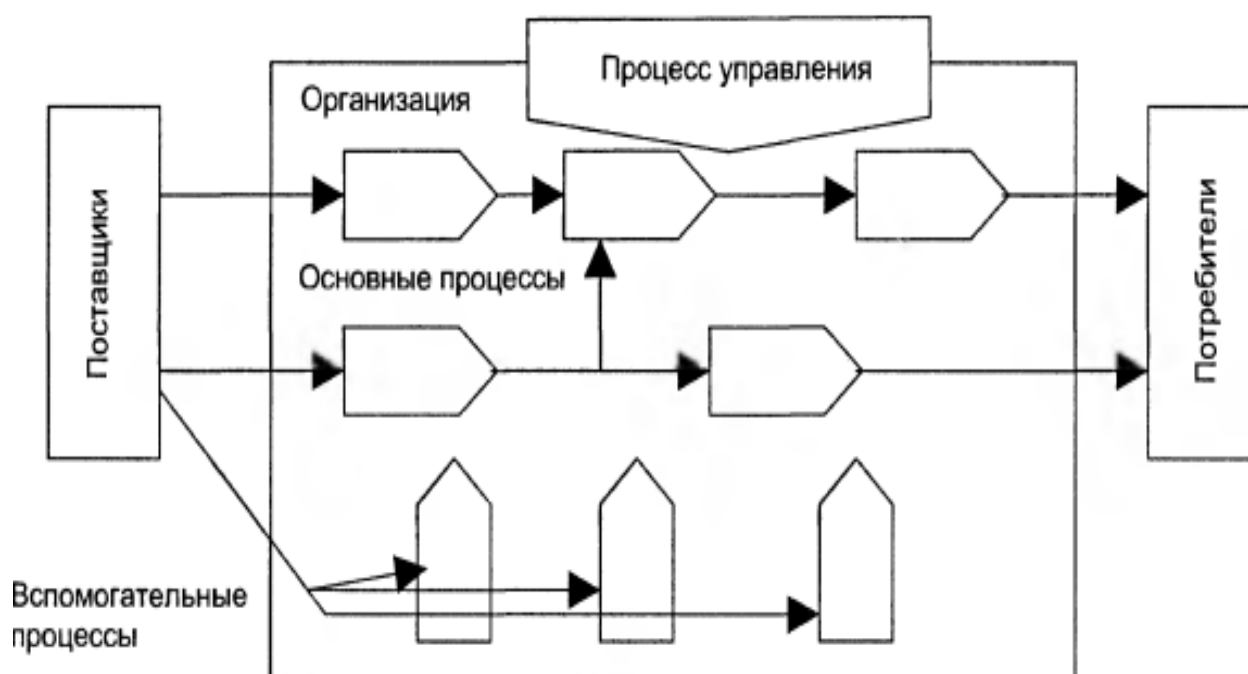 Процесс управления
Организация
Поставщики
Основные процессы
Потребители
Вспомогательные
процессы